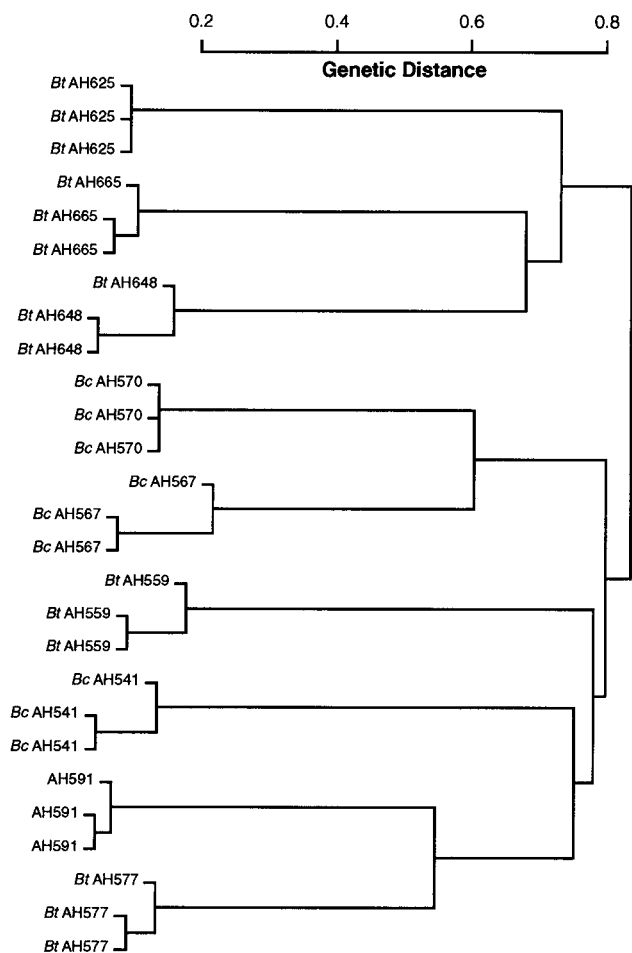 0.2 0.4 0.6 0.8
Genetic Distance
Bt AH625
Bt AH625
Bt AH625
Bt AH665
Bt AH665
Bt AH665
Bt AH648
Bt AH648
Bt AH648
Bc AH570
Bc AH570
Bc AH570
Bc AH567
Bc AH567
Bc AH567
Bt AH559
Bt AH559
Bt AH559
Bc AH541
Bc AH541
Bc AH541
AH591
AH591
AH591
Bt AH577
Bt AH577
Bt AH577